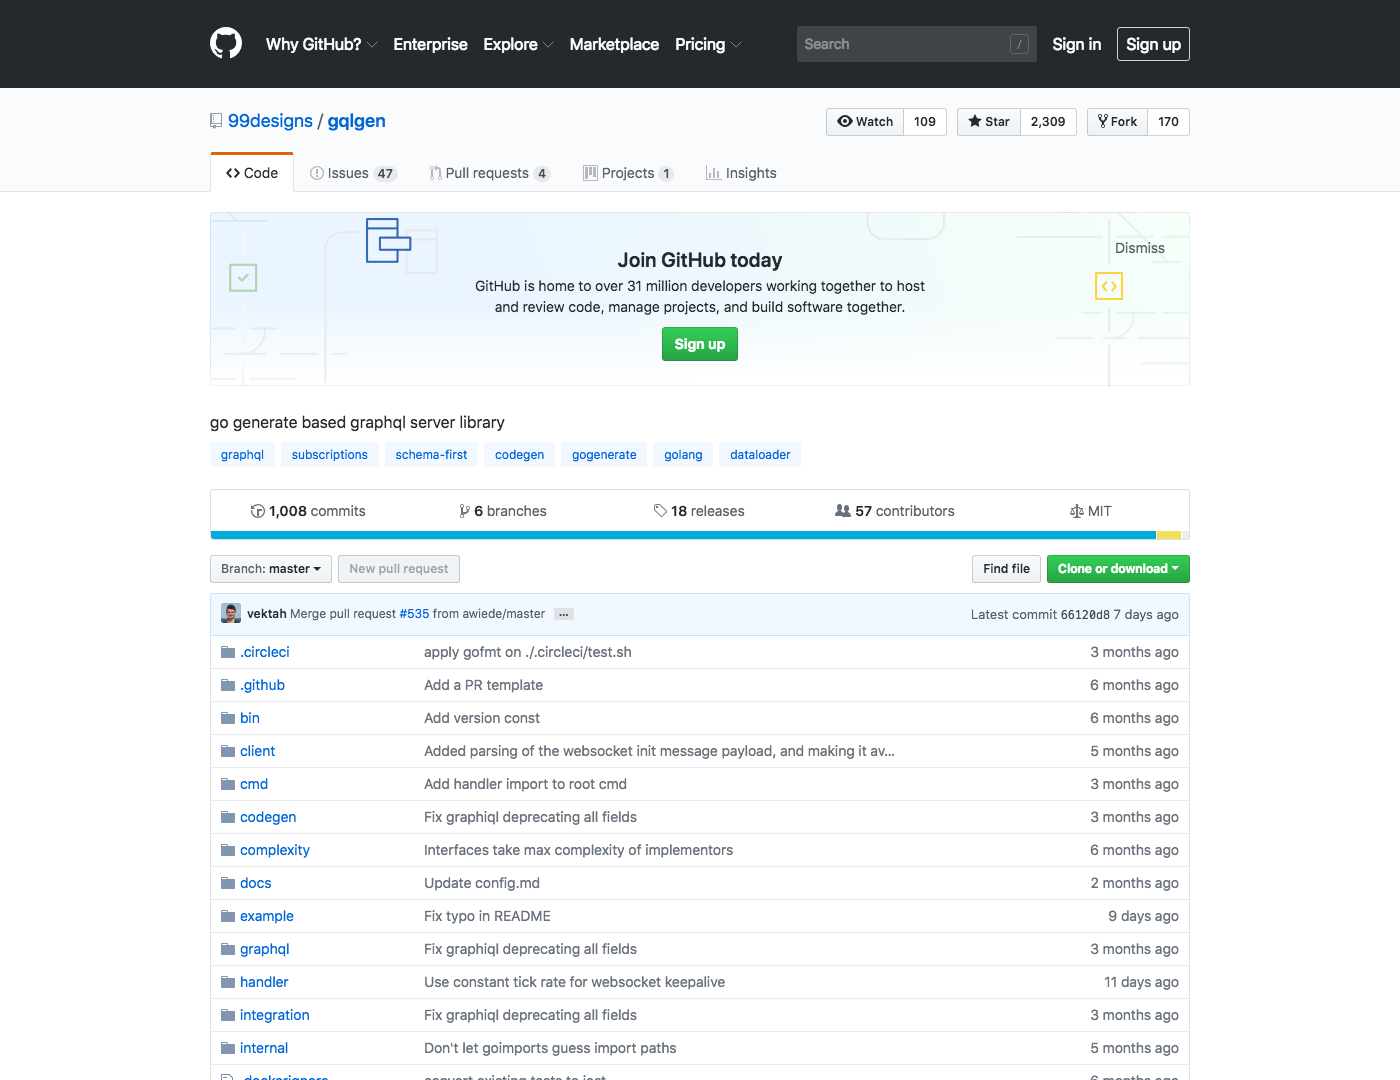 Why GitHub? Enterprise Explore Marketplace Pricing Search / Sign in Sign up
99designs / gqlgen Watch 109 Star 2,309 Fork 170
Code Issues 47 Pull requests 4 Projects 1 Insights
Dismiss
Join GitHub today
GitHub is home to over 31 million developers working together to host
and review code, manage projects, and build software together.
Sign up
go generate based graphql server library
graphql subscriptions schema-first codegen gogenerate golang dataloader
1,008 commits 6 branches 18 releases 57 contributors MIT
Branch: master New pull request Find file Clone or download
vektah Merge pull request #535 from awiede/master … Latest commit 66120d8 7 days ago
.circleci apply gofmt on ./.circleci/test.sh 3 months ago
.github Add a PR template 6 months ago
bin Add version const 6 months ago
client Added parsing of the websocket init message payload, and making it av… 5 months ago
cmd Add handler import to root cmd 3 months ago
codegen Fix graphiql deprecating all fields 3 months ago
complexity Interfaces take max complexity of implementors 6 months ago
docs Update config.md 2 months ago
example Fix typo in README 9 days ago
graphql Fix graphiql deprecating all fields 3 months ago
handler Use constant tick rate for websocket keepalive 11 days ago
integration Fix graphiql deprecating all fields 3 months ago
internal Don't let goimports guess import paths 5 months ago
.dockerignore convert existing tests to jest 6 months ago